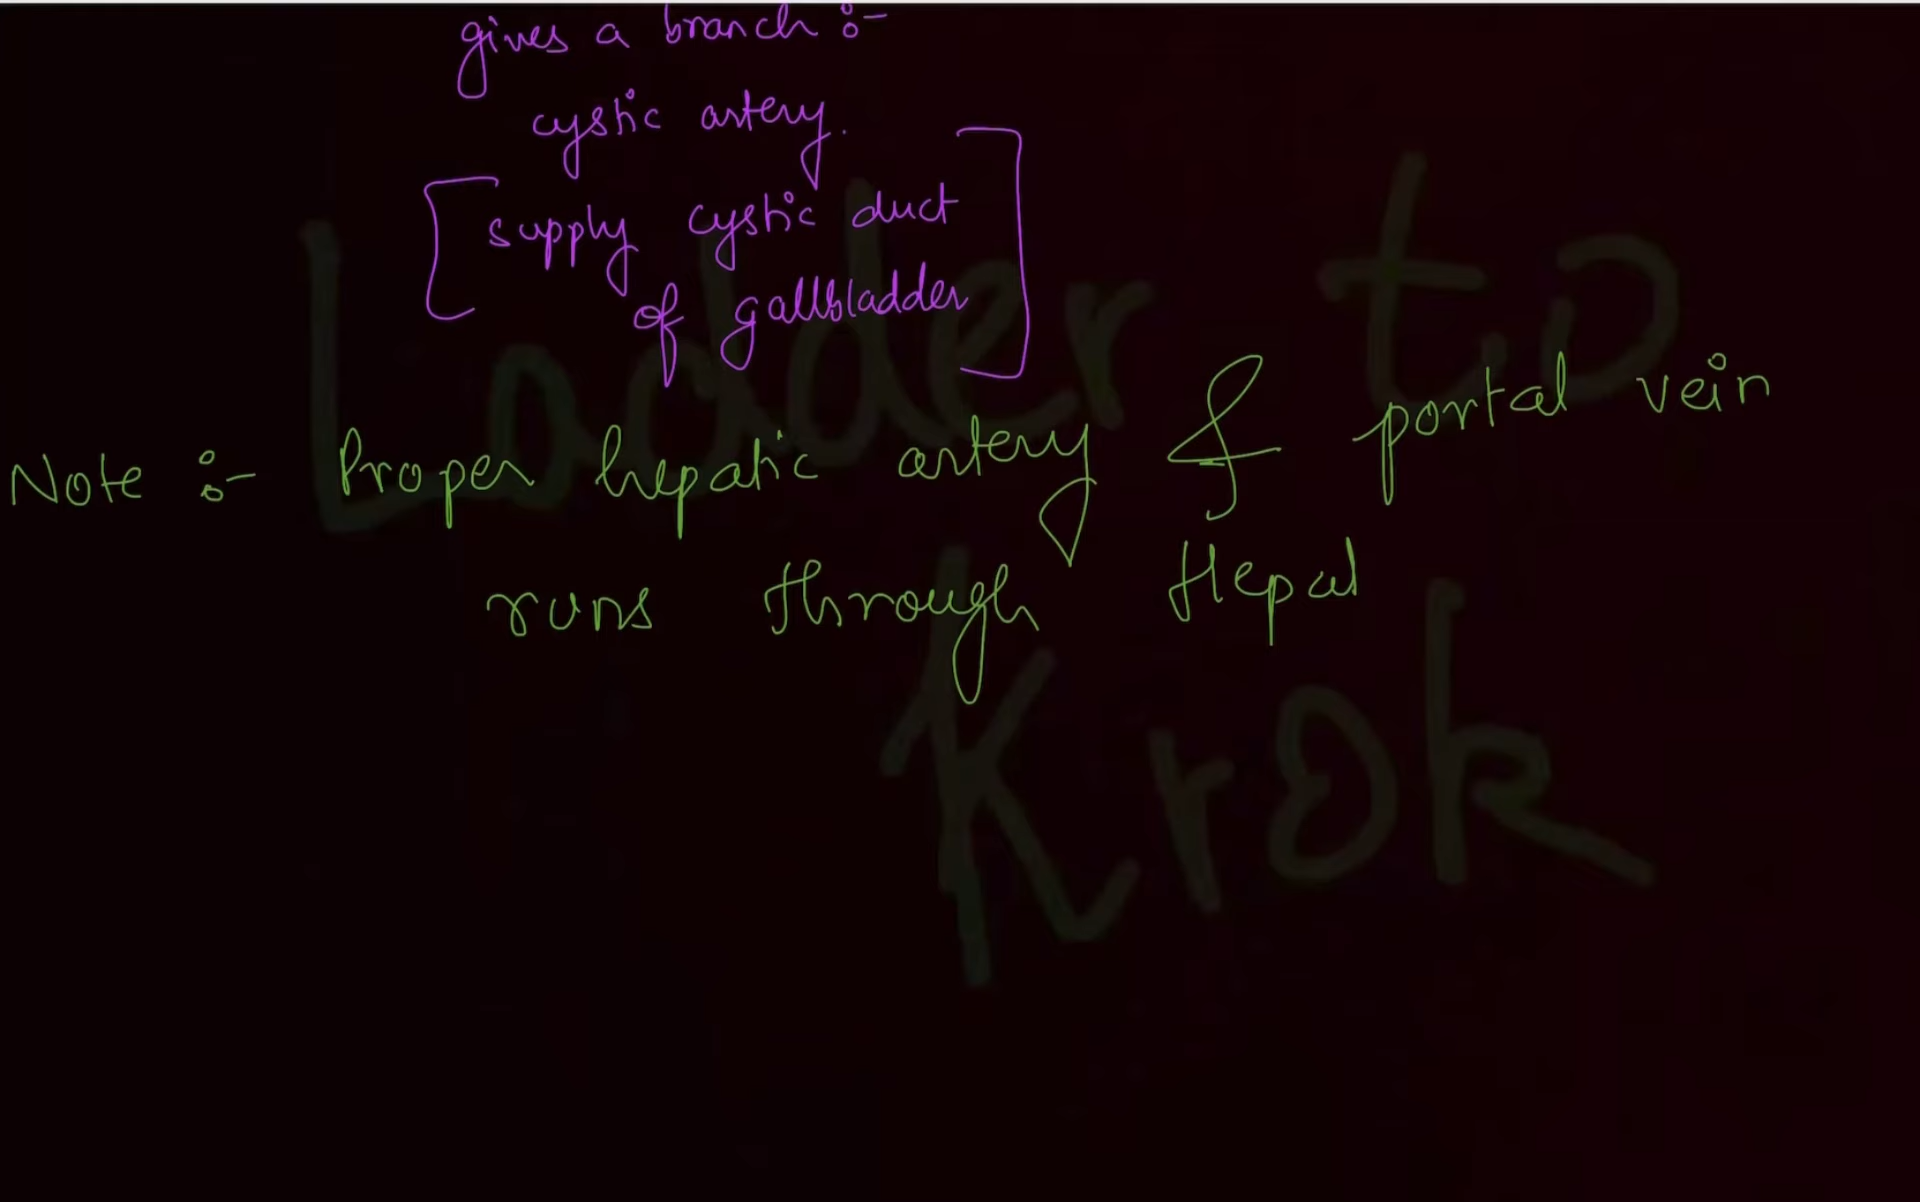 gives a branch :-
cystic artery.
[supply cystic duct
of gallbladder]
Note :- Proper hepatic artery & portal vein
runs through Hepal
Ladder to
Krok